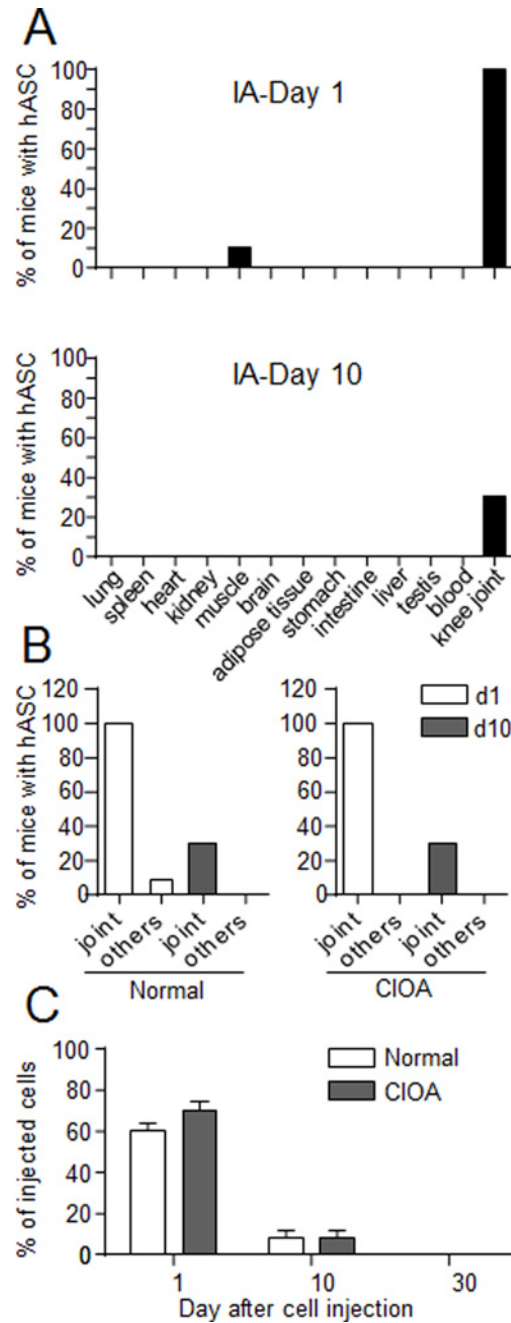 A
% of mice with hASC
IA-Day 1
100
80
60
40
20
0
% of mice with hASC
IA-Day 10
100
80
60
40
20
0
lung
spleen
heart
kidney
muscle
brain
adipose tissue
stomach
intestine
liver
testis
blood
knee joint
B
% of mice with hASC
120
100
80
60
40
20
0
joint
others
joint
others
Normal
120
100
80
60
40
20
0
joint
others
joint
others
CIOA
d1
d10
C
% of injected cells
100
80
60
40
20
0
Normal
CIOA
1 10 30
Day after cell injection